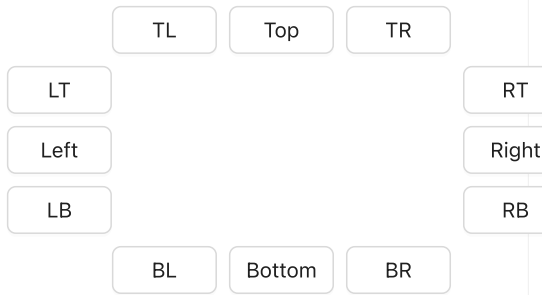 TL Top TR
LT RT
Left Right
LB RB
BL Bottom BR